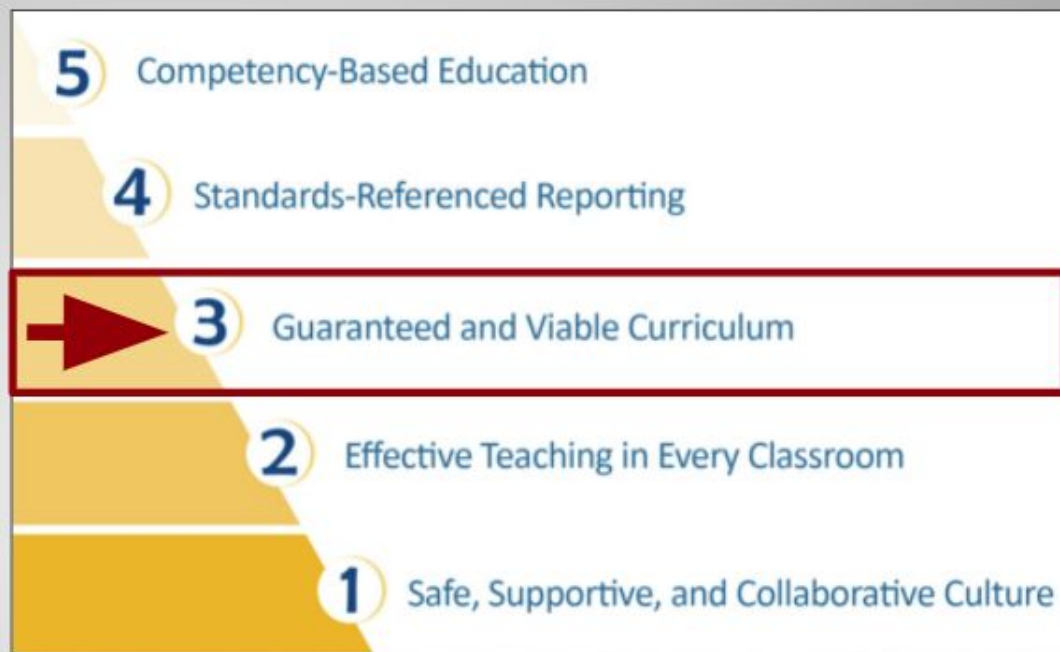 5 Competency-Based Education
4 Standards-Referenced Reporting
3 Guaranteed and Viable Curriculum
2 Effective Teaching in Every Classroom
1 Safe, Supportive, and Collaborative Culture